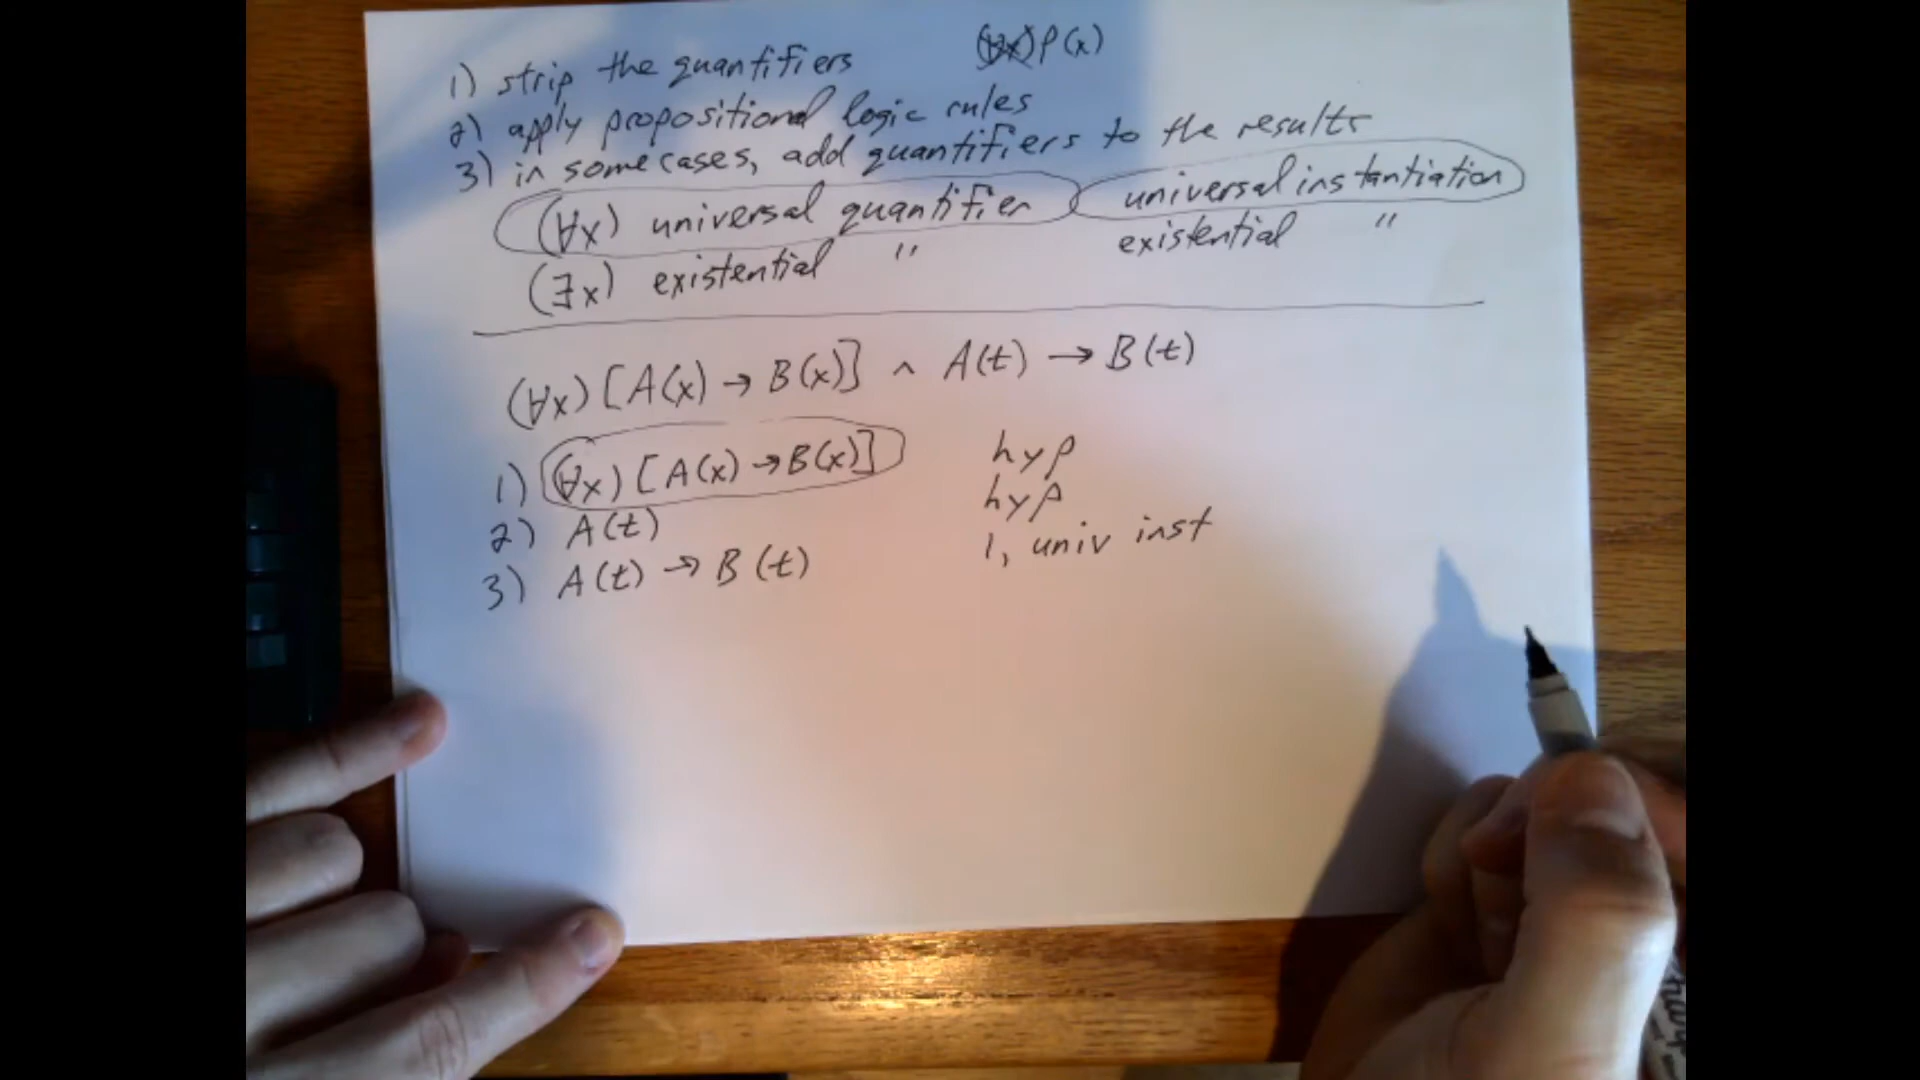 1) strip the quantifiers (∀x) P(x)
2) apply propositional logic rules
3) in some cases, add quantifiers to the results
(∀x) universal quantifier universal instantiation
(∃x) existential " existential "
(∀x)[A(x) → B(x)] ∧ A(t) → B(t)
1) (∀x)[A(x) → B(x)] hyp
2) A(t) hyp
3) A(t) → B(t) 1, univ inst